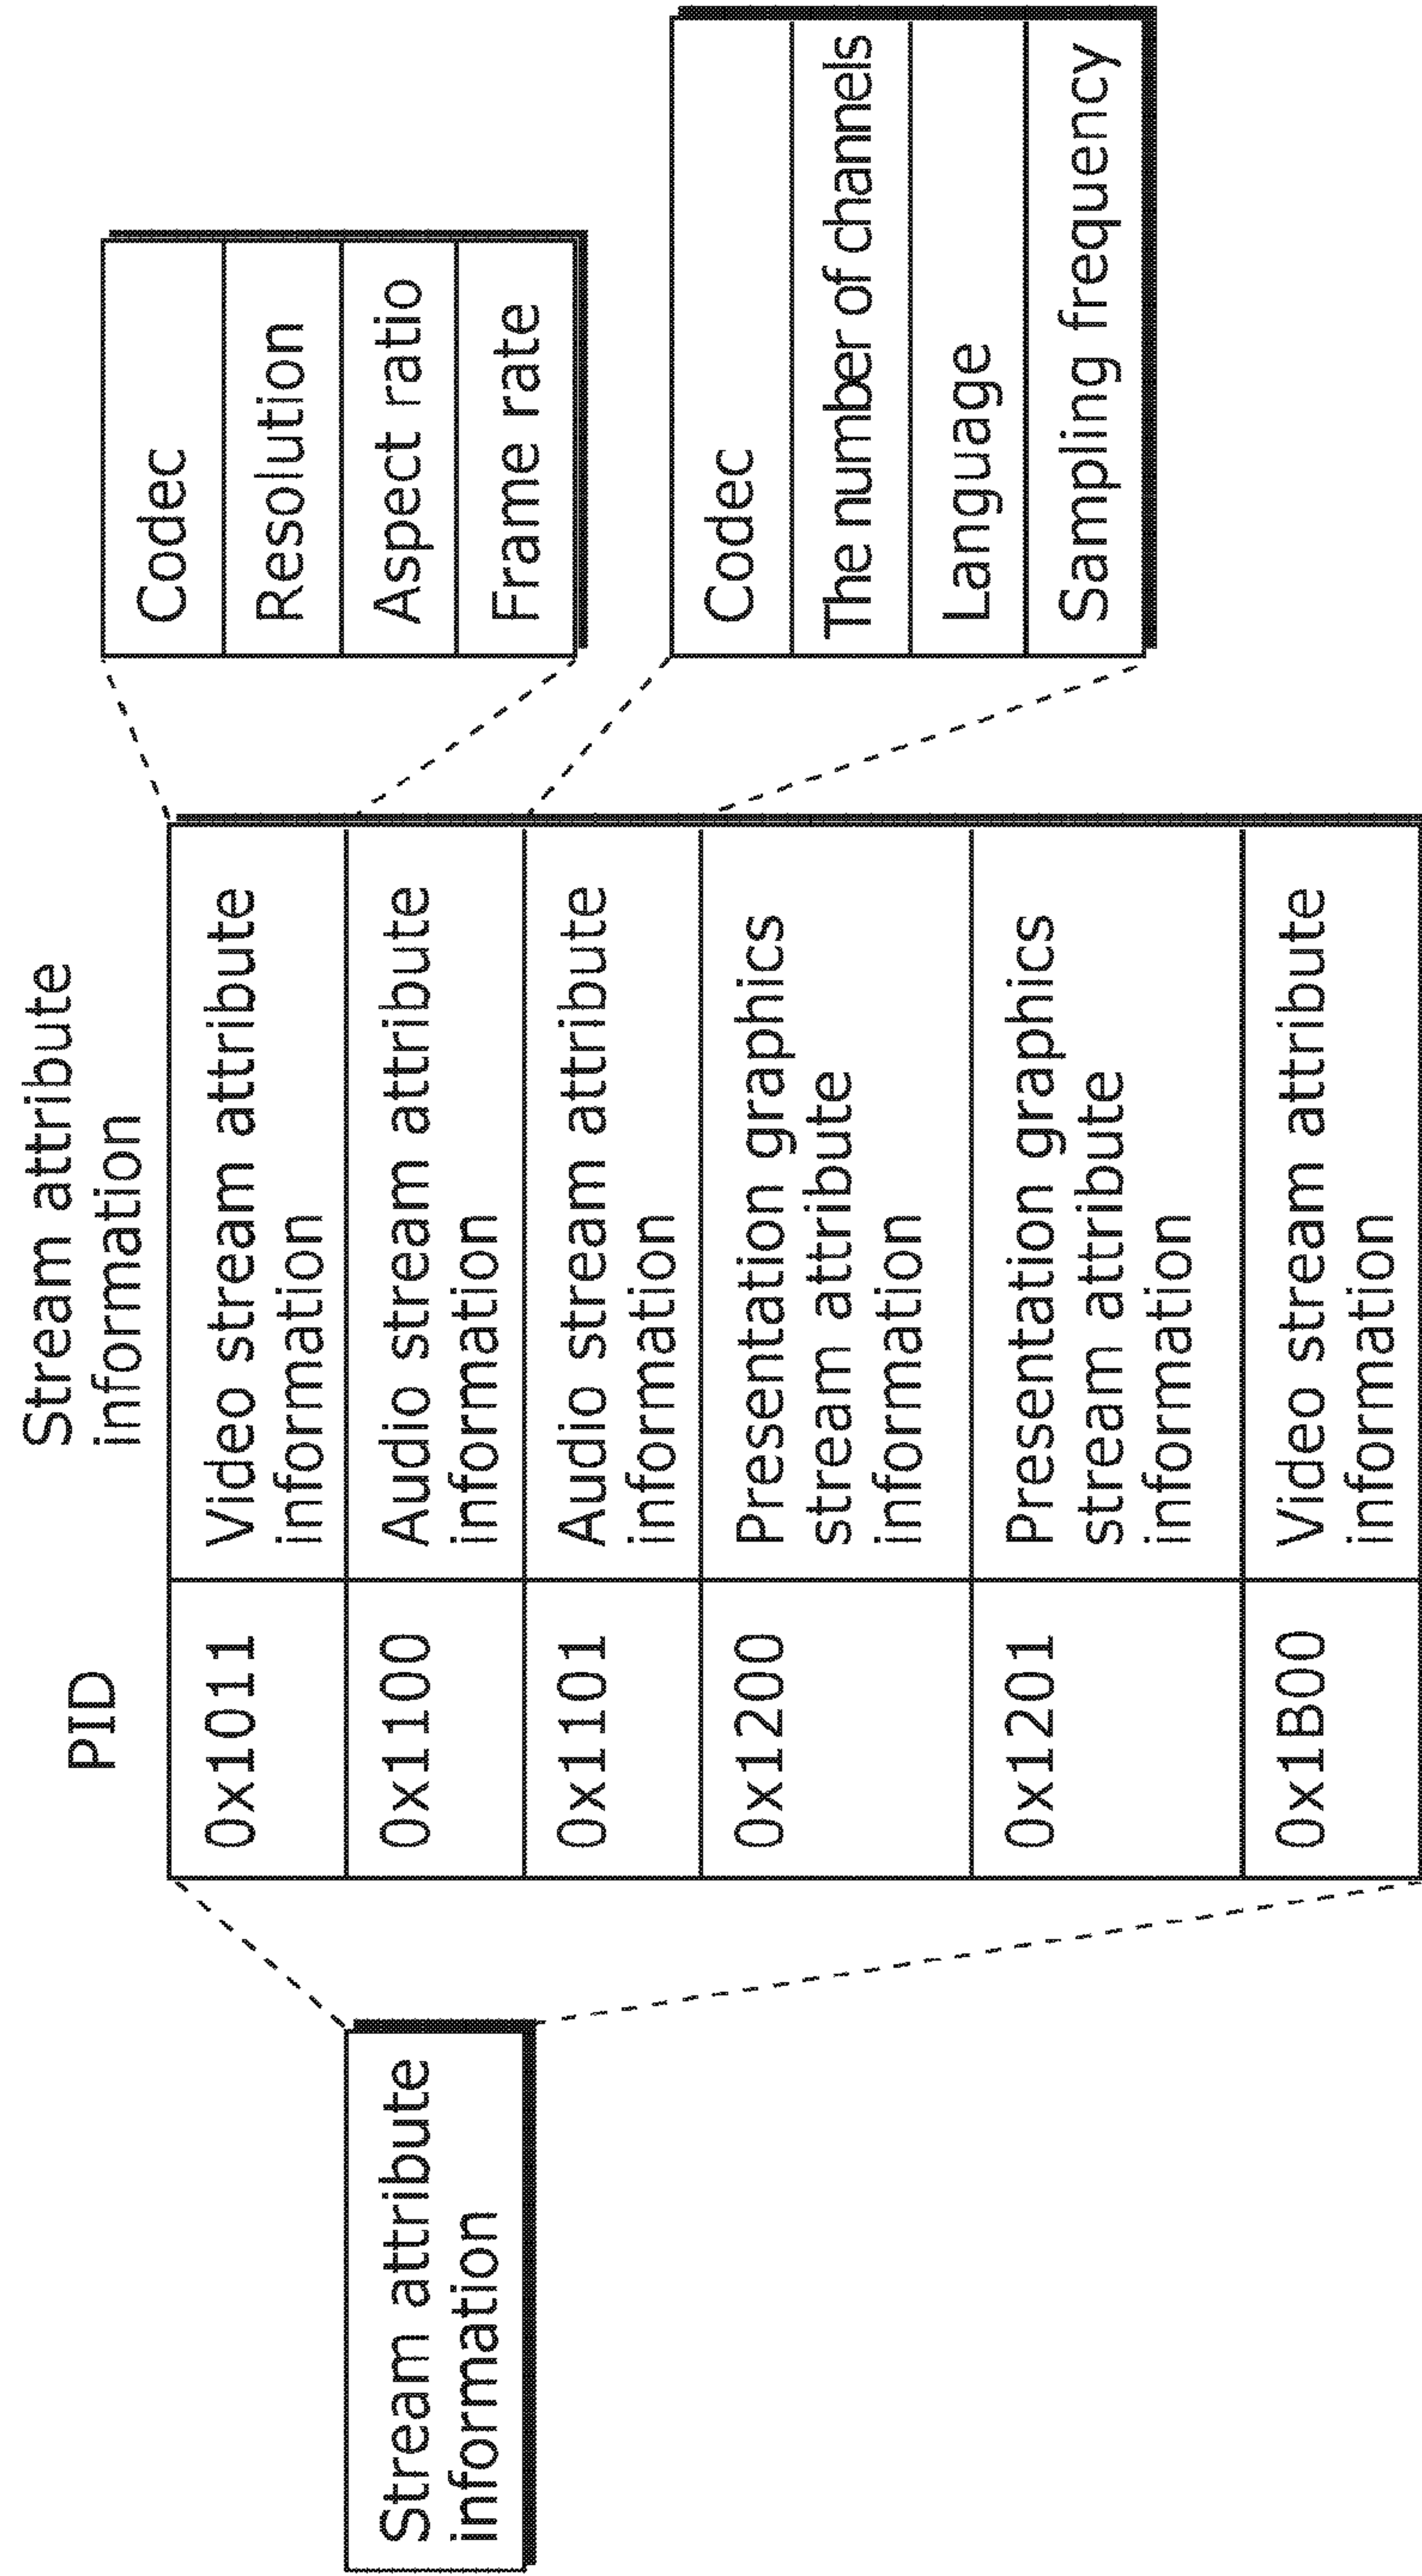 Stream attribute
information
PID
Stream attribute
information
0x1011
Video stream attribute
information
0x1100
Audio stream attribute
information
0x1101
Audio stream attribute
information
0x1200
Presentation graphics
stream attribute
information
0x1201
Presentation graphics
stream attribute
information
0x1B00
Video stream attribute
information
Codec
Resolution
Aspect ratio
Frame rate
Codec
The number of channels
Language
Sampling frequency